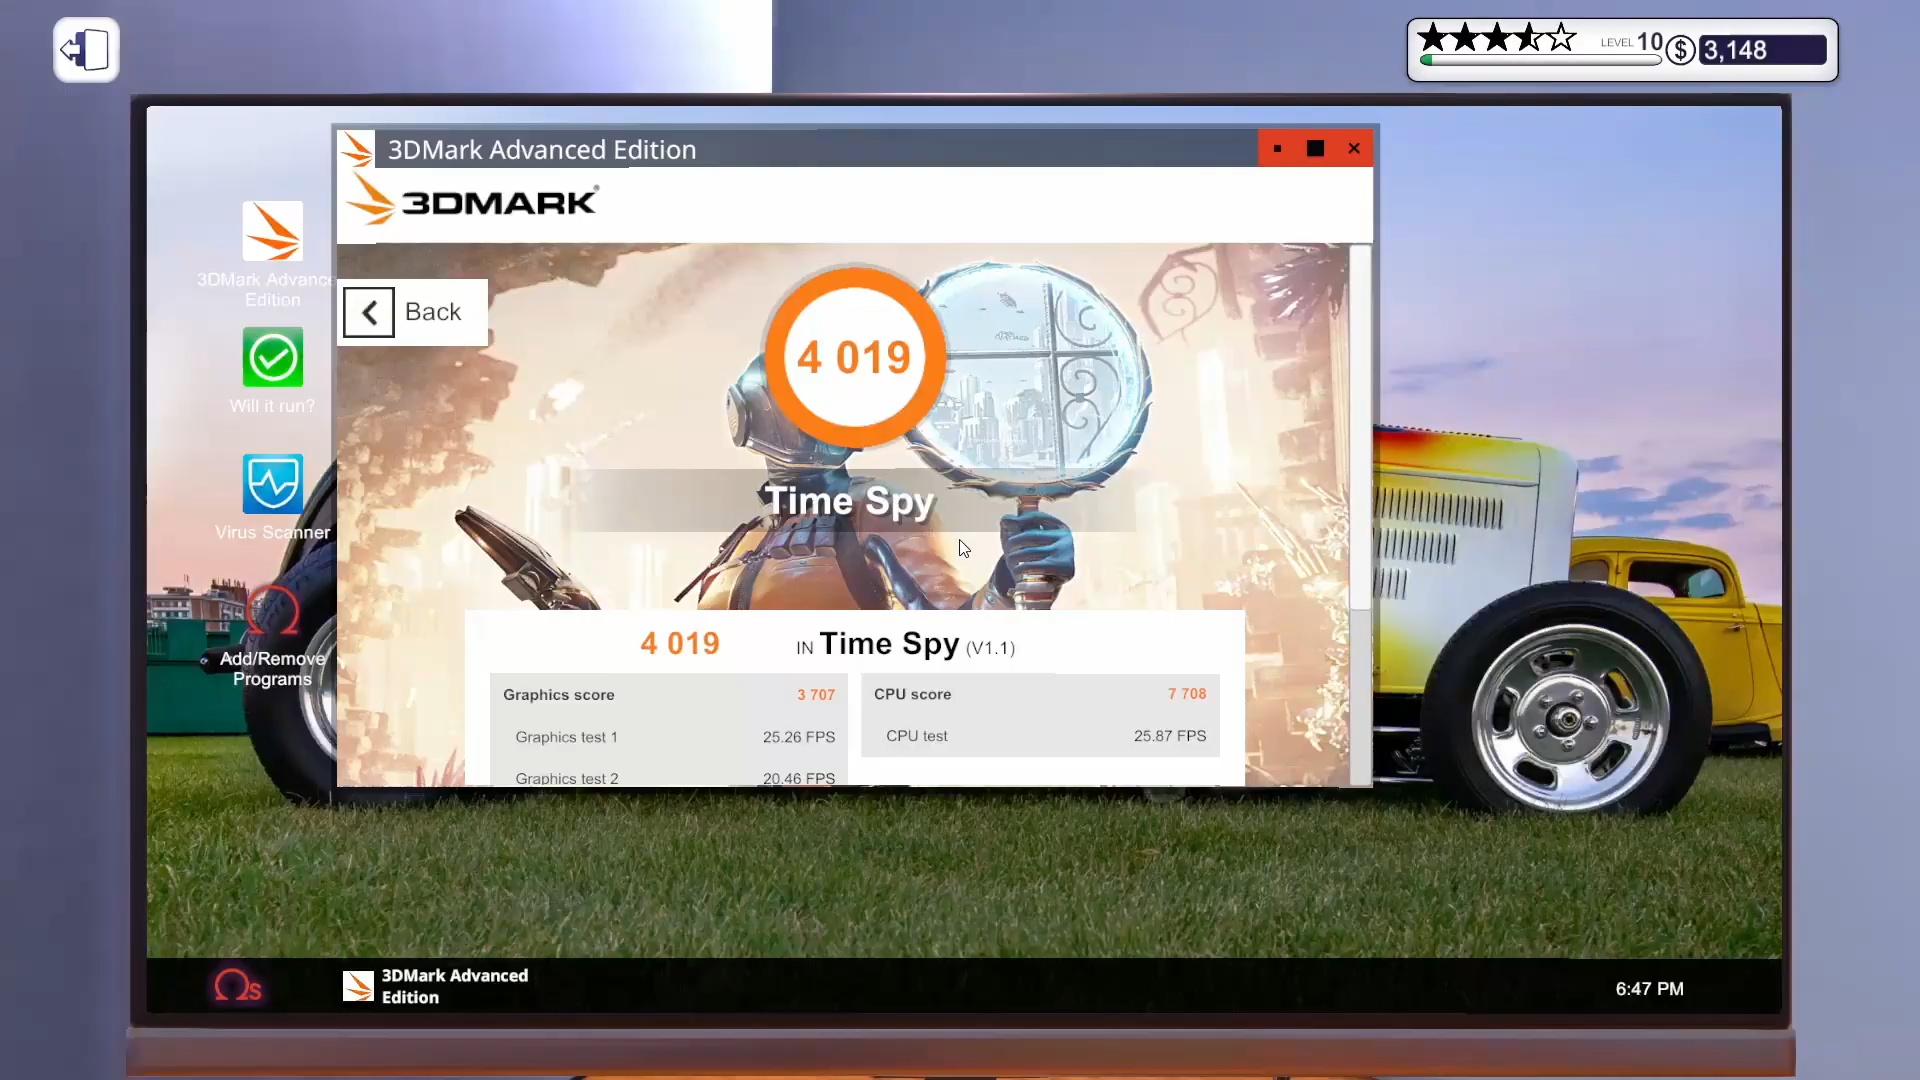 LEVEL 10
$ 3,148
3DMark Advanced Edition
3DMARK
3DMark Advance
Edition
Back
4 019
Will it run?
Time Spy
Virus Scanner
4 019 IN Time Spy (V1.1)
Graphics score 3 707
CPU score 7 708
Graphics test 1 25.26 FPS
CPU test 25.87 FPS
Graphics test 2 20.46 FPS
Add/Remove
Programs
Ωs
3DMark Advanced
Edition
6:47 PM